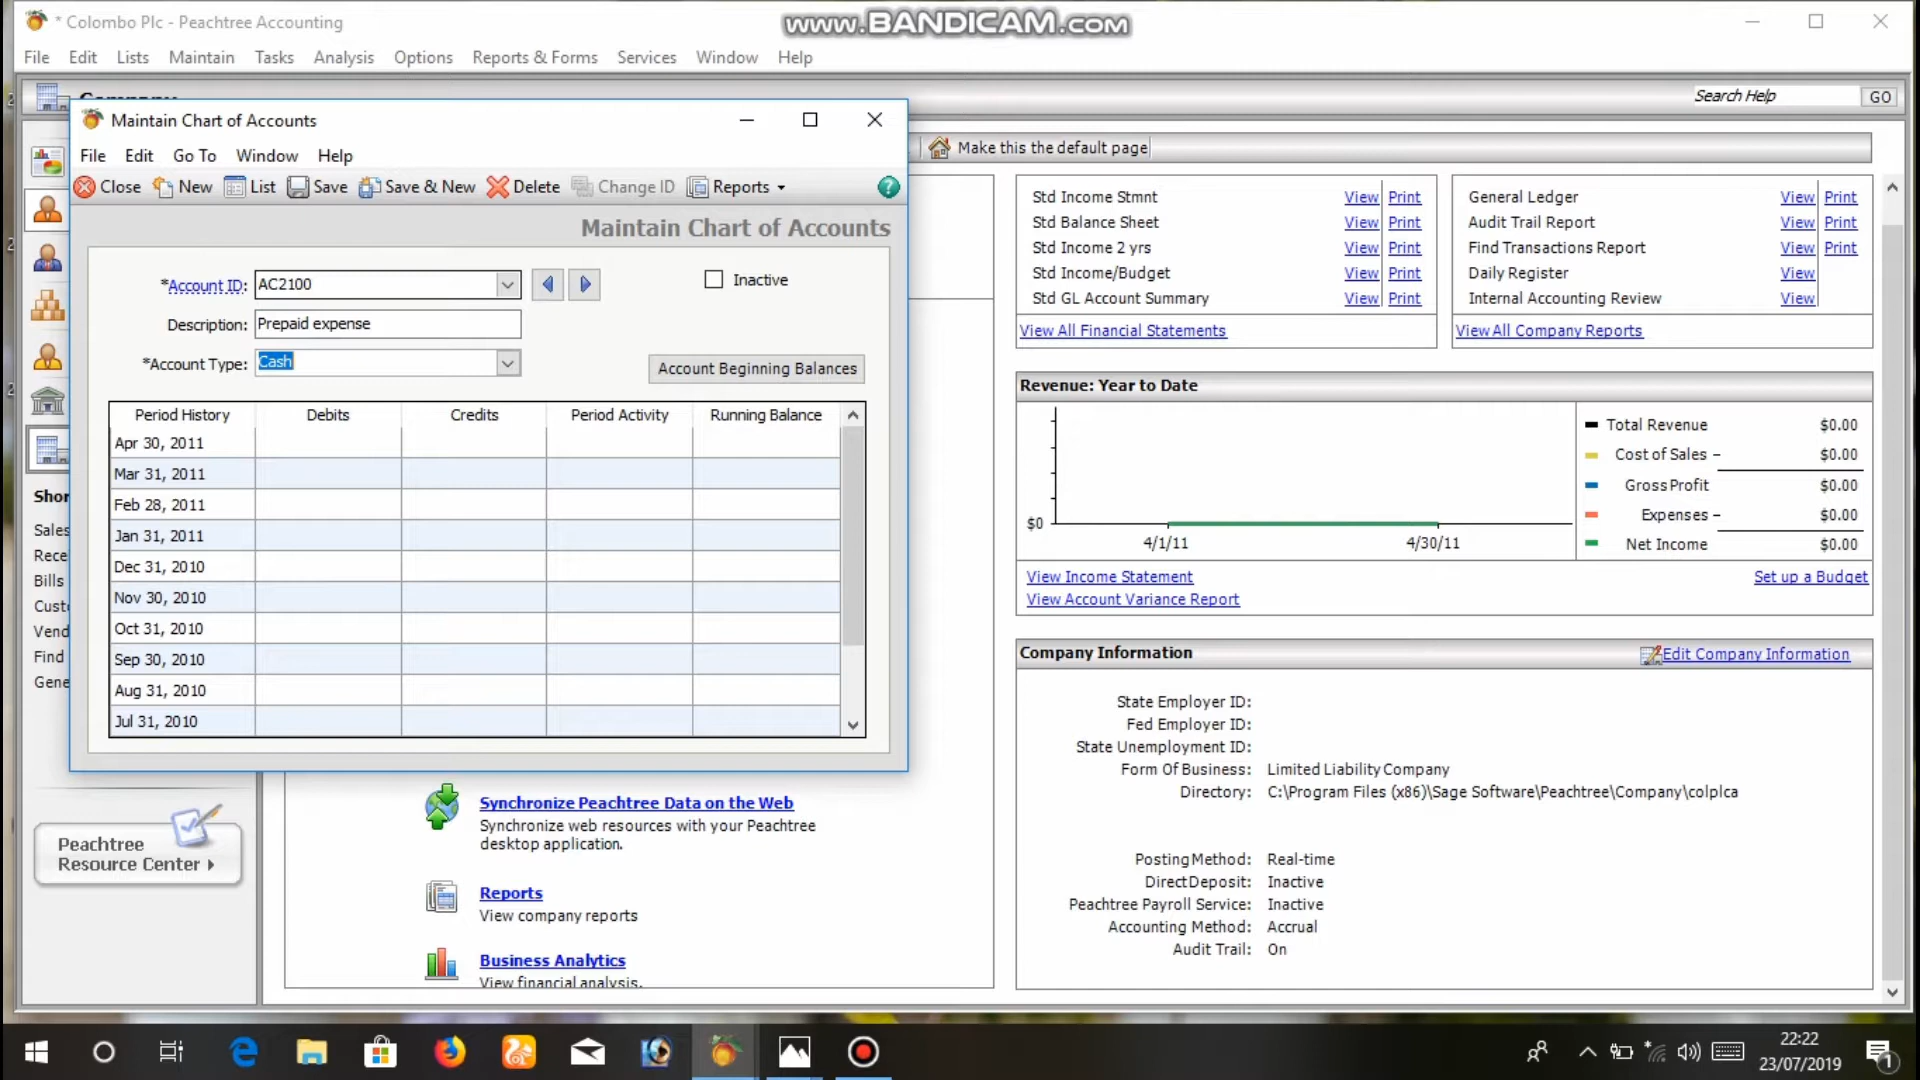 * Colombo Plc - Peachtree Accounting
www.BANDICAM.com
File Edit Lists Maintain Tasks Analysis Options Reports & Forms Services Window Help
Search Help GO
Maintain Chart of Accounts
File Edit Go To Window Help
Close New List Save Save & New Delete Change ID Reports
Maintain Chart of Accounts
*Account ID: AC2100
Inactive
Description: Prepaid expense
*Account Type: Cash
Account Beginning Balances
Period History Debits Credits Period Activity Running Balance
Apr 30, 2011
Mar 31, 2011
Feb 28, 2011
Jan 31, 2011
Dec 31, 2010
Nov 30, 2010
Oct 31, 2010
Sep 30, 2010
Aug 31, 2010
Jul 31, 2010
Make this the default page
Std Income Stmnt View Print
Std Balance Sheet View Print
Std Income 2 yrs View Print
Std Income/Budget View Print
Std GL Account Summary View Print
View All Financial Statements
General Ledger View Print
Audit Trail Report View Print
Find Transactions Report View Print
Daily Register View
Internal Accounting Review View
View All Company Reports
Revenue: Year to Date
$0
4/1/11 4/30/11
Total Revenue $0.00
Cost of Sales – $0.00
Gross Profit $0.00
Expenses – $0.00
Net Income $0.00
View Income Statement
Set up a Budget
View Account Variance Report
Company Information
Edit Company Information
State Employer ID:
Fed Employer ID:
State Unemployment ID:
Form Of Business: Limited Liability Company
Directory: C:\Program Files (x86)\Sage Software\Peachtree\Company\colplca
Posting Method: Real-time
Direct Deposit: Inactive
Peachtree Payroll Service: Inactive
Accounting Method: Accrual
Audit Trail: On
Shor
Sales
Rece
Bills
Cust
Vend
Find
Gene
Peachtree
Resource Center
Synchronize Peachtree Data on the Web
Synchronize web resources with your Peachtree
desktop application.
Reports
View company reports
Business Analytics
View financial analysis.
22:22
23/07/2019
1